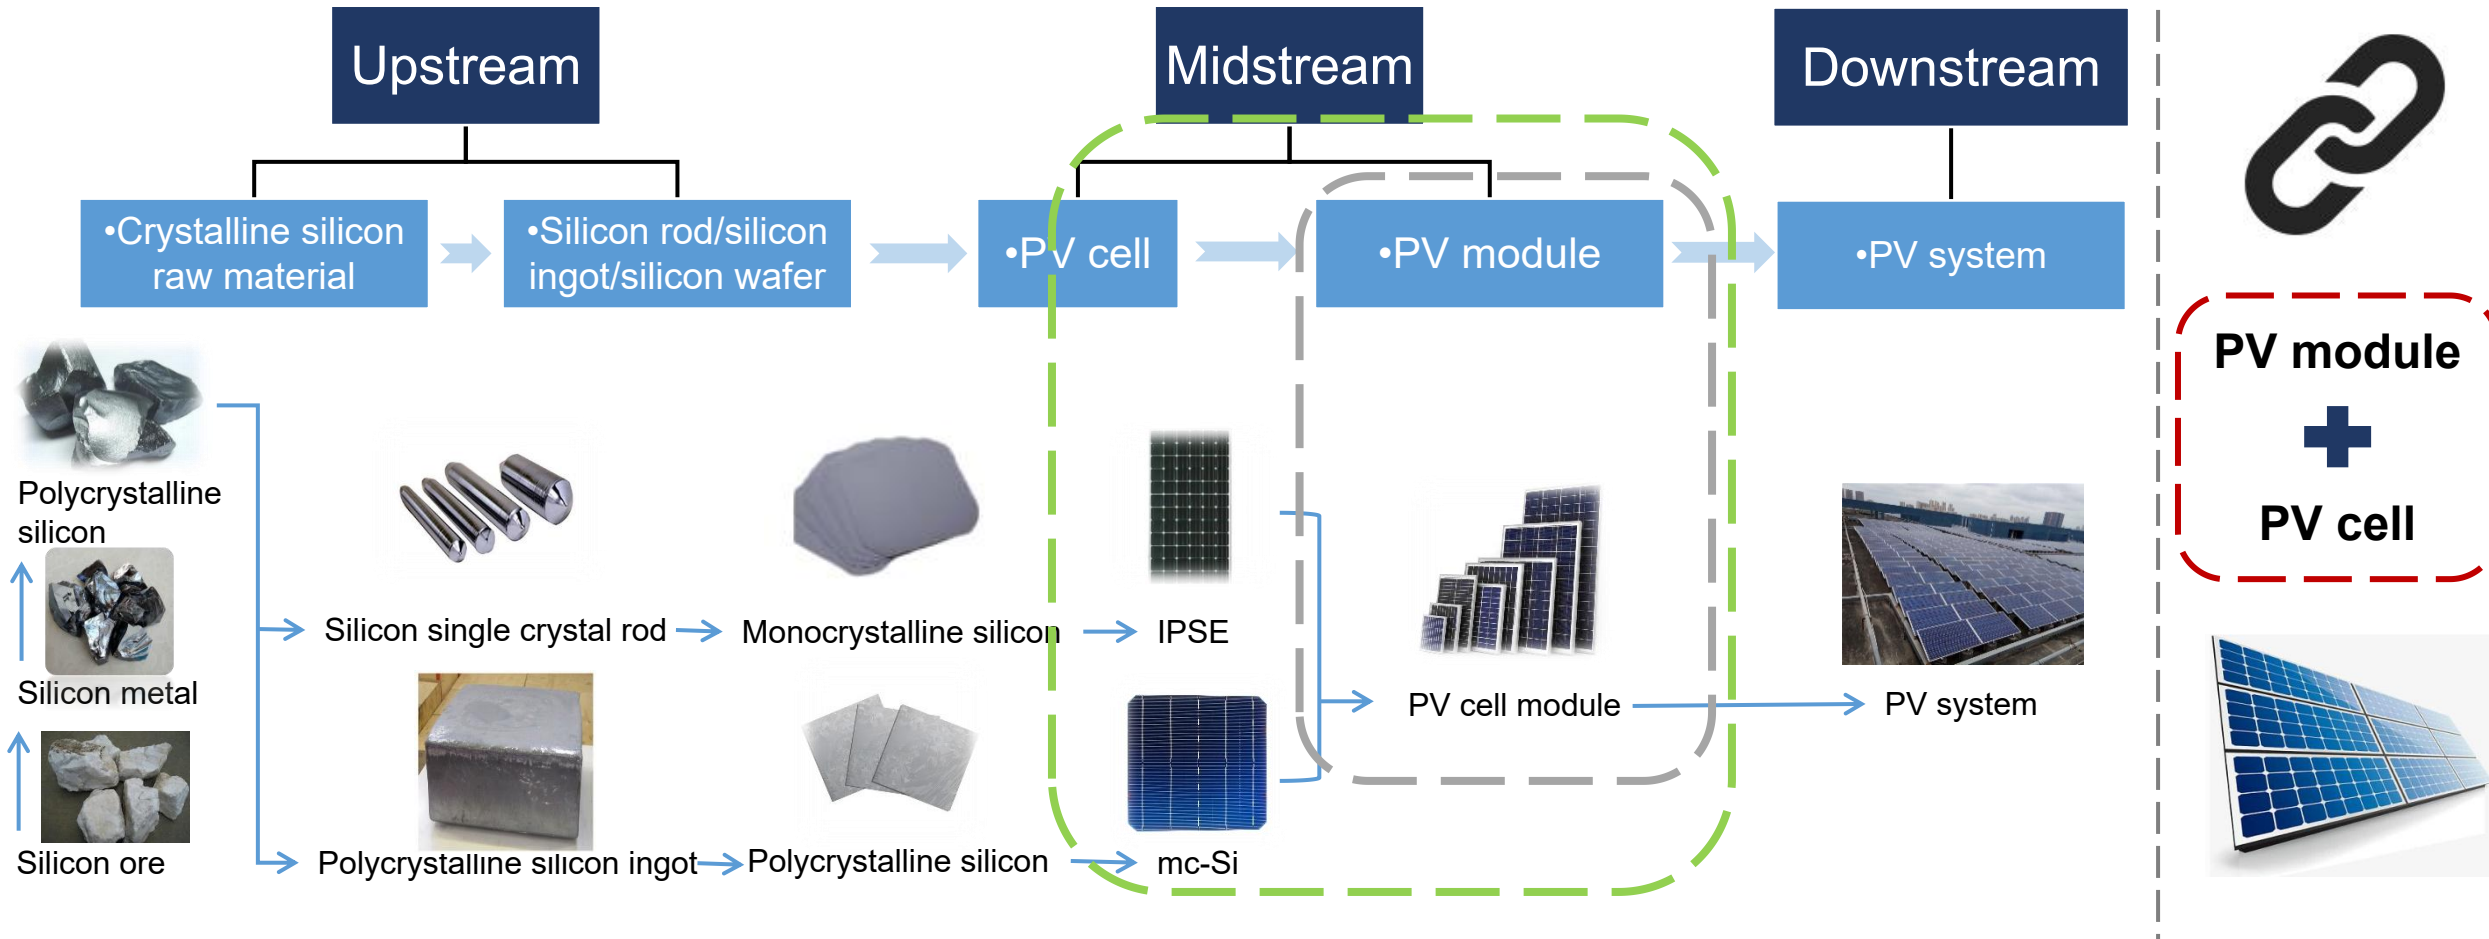 Upstream
Midstream
Downstream
•Crystalline silicon
raw material
•Silicon rod/silicon
ingot/silicon wafer
•PV cell
•PV module
•PV system
Polycrystalline
silicon
Silicon metal
Silicon ore
Silicon single crystal rod
Monocrystalline silicon
IPSE
Polycrystalline silicon ingot
Polycrystalline silicon
mc-Si
PV cell module
PV system
PV module
PV cell